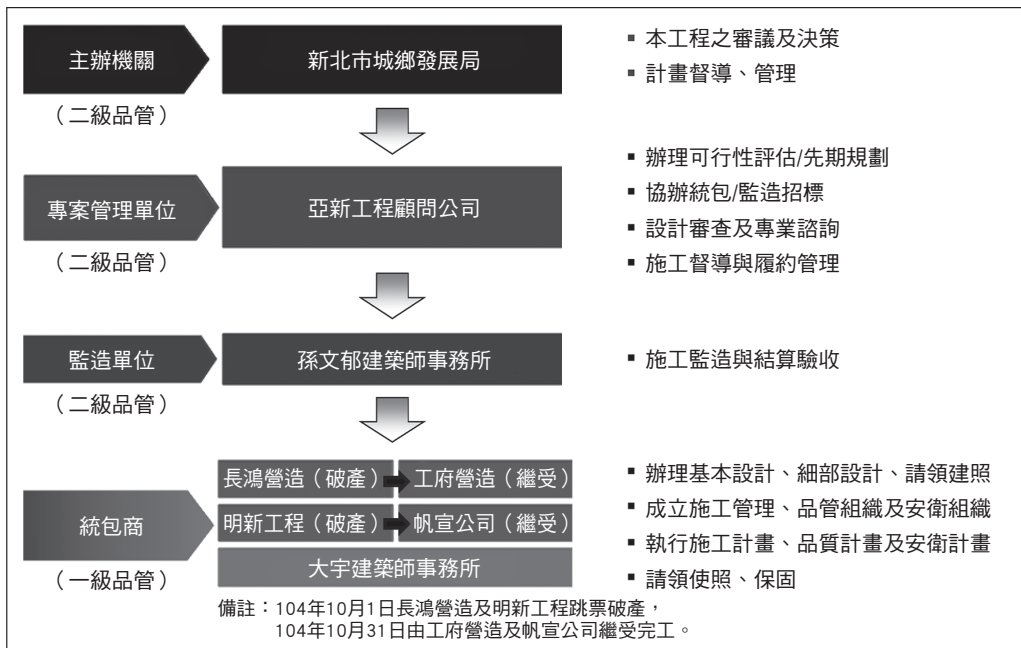 主辦機關
(二級品管)
新北市城鄉發展局
▪ 本工程之審議及決策
▪ 計畫督導、管理
專案管理單位
(二級品管)
亞新工程顧問公司
▪ 辦理可行性評估/先期規劃
▪ 協辦統包/監造招標
▪ 設計審查及專業諮詢
▪ 施工督導與履約管理
監造單位
(二級品管)
孫文郁建築師事務所
▪ 施工監造與結算驗收
統包商
(一級品管)
長鴻營造(破產)
工府營造(繼受)
明新工程(破產)
帆宣公司(繼受)
大宇建築師事務所
▪ 辦理基本設計、細部設計、請領建照
▪ 成立施工管理、品管組織及安衛組織
▪ 執行施工計畫、品質計畫及安衛計畫
▪ 請領使照、保固
備註:104年10月1日長鴻營造及明新工程跳票破產,
104年10月31日由工府營造及帆宣公司繼受完工。